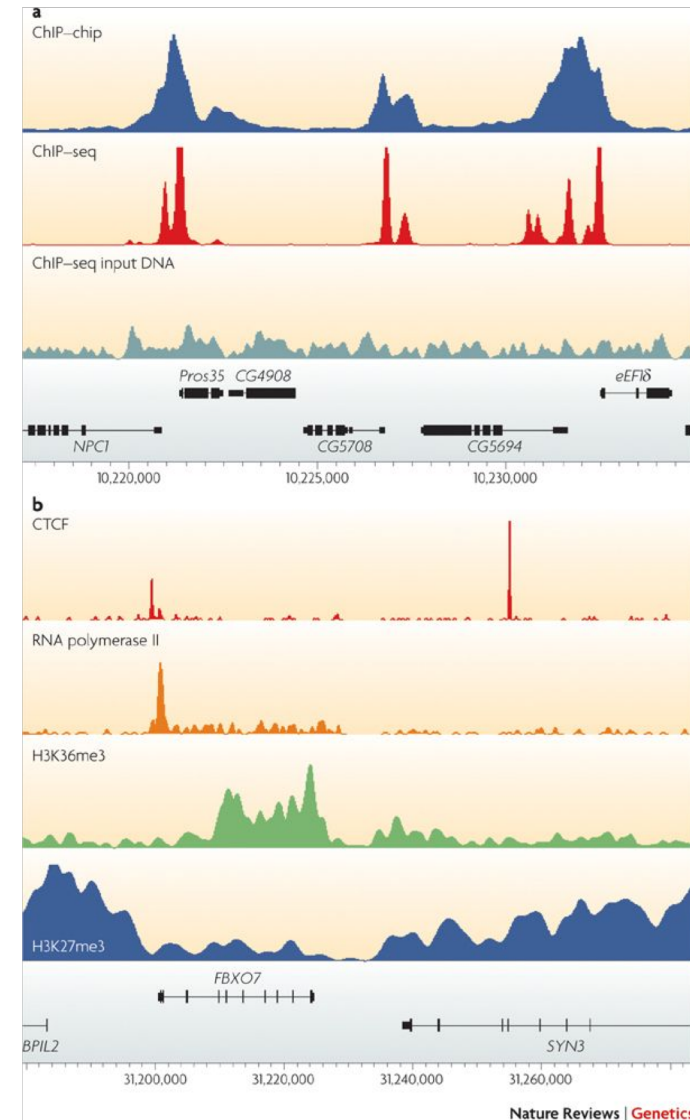 a
ChIP–chip
ChIP–seq
ChIP–seq input DNA
Pros35 CG4908 eEF1δ
NPC1 CG5708 CG5694
10,220,000 10,225,000 10,230,000
b
CTCF
RNA polymerase II
H3K36me3
H3K27me3
FBXO7
BPIL2 SYN3
31,200,000 31,220,000 31,240,000 31,260,000
Nature Reviews | Genetics